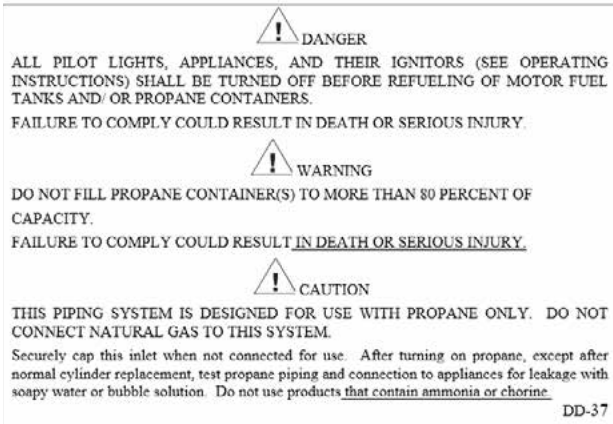 DANGER
ALL PILOT LIGHTS, APPLIANCES, AND THEIR IGNITORS (SEE OPERATING
INSTRUCTIONS) SHALL BE TURNED OFF BEFORE REFUELING OF MOTOR FUEL
TANKS AND/ OR PROPANE CONTAINERS.
FAILURE TO COMPLY COULD RESULT IN DEATH OR SERIOUS INJURY.
WARNING
DO NOT FILL PROPANE CONTAINER(S) TO MORE THAN 80 PERCENT OF
CAPACITY.
FAILURE TO COMPLY COULD RESULT IN DEATH OR SERIOUS INJURY.
CAUTION
THIS PIPING SYSTEM IS DESIGNED FOR USE WITH PROPANE ONLY. DO NOT
CONNECT NATURAL GAS TO THIS SYSTEM.
Securely cap this inlet when not connected for use. After turning on propane, except after
normal cylinder replacement, test propane piping and connection to appliances for leakage with
soapy water or bubble solution. Do not use products that contain ammonia or chorine.
DD-37